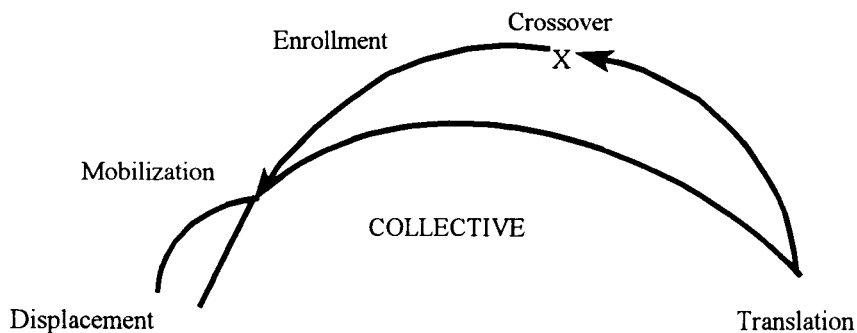 Crossover
Enrollment
X
Mobilization
COLLECTIVE
Displacement
Translation